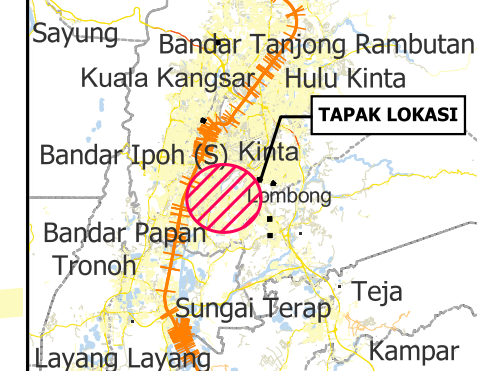 Sayung
Bandar Tanjong Rambutan
Kuala Kangsar
Hulu Kinta
TAPAK LOKASI
Bandar Ipoh (S)
Kinta
Lombong
Bandar Papan
Tronoh
Teja
Sungai Terap
Kampar
Layang Layang